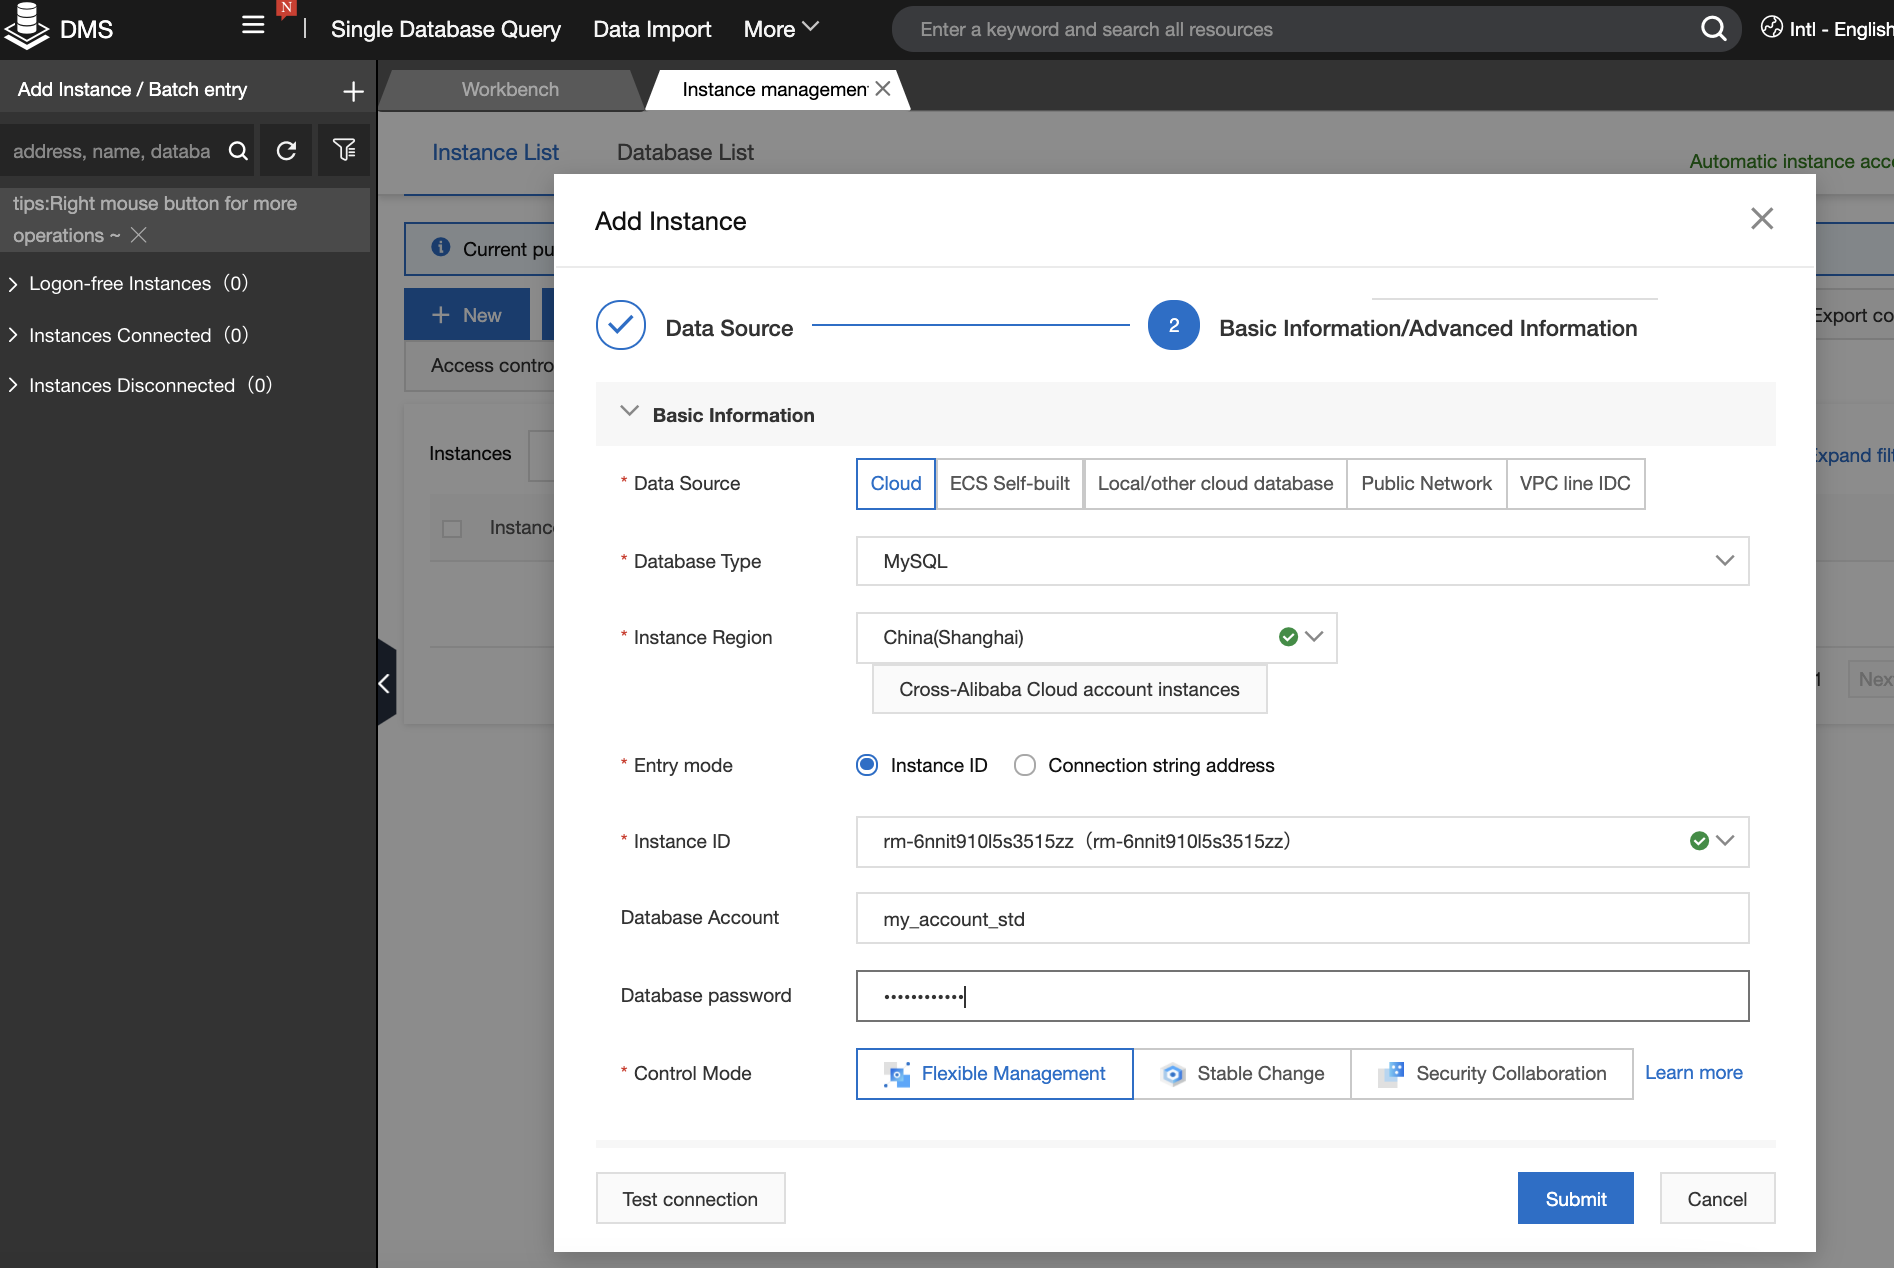 DMS
N
Single Database Query
Data Import
More
Enter a keyword and search all resources
Intl - English
Add Instance / Batch entry
Workbench
Instance managemen
address, name, databa
Instance List
Database List
Automatic instance acce
tips:Right mouse button for more
operations ~
Logon-free Instances (0)
Instances Connected (0)
Instances Disconnected (0)
Current pu
New
Export co
Access contro
Instances
Expand filt
Instance
1
Nex
Add Instance
Data Source
2
Basic Information/Advanced Information
Basic Information
* Data Source
Cloud
ECS Self-built
Local/other cloud database
Public Network
VPC line IDC
* Database Type
MySQL
* Instance Region
China(Shanghai)
Cross-Alibaba Cloud account instances
* Entry mode
Instance ID
Connection string address
* Instance ID
rm-6nnit910l5s3515zz（rm-6nnit910l5s3515zz）
Database Account
my_account_std
Database password
••••••••••••
* Control Mode
Flexible Management
Stable Change
Security Collaboration
Learn more
Test connection
Submit
Cancel